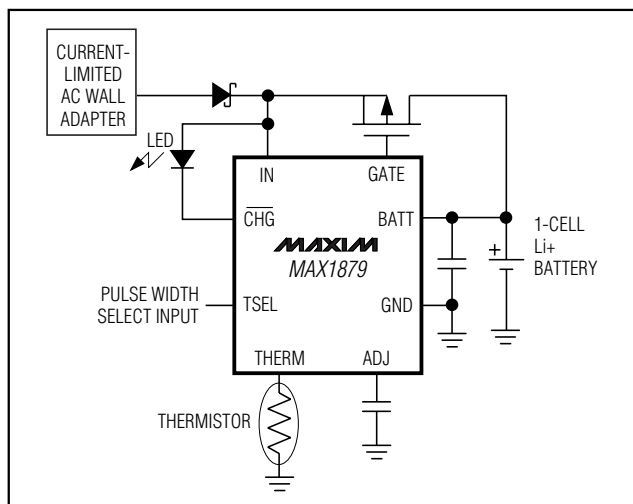 CURRENT-
LIMITED
AC WALL
ADAPTER
LED
IN
GATE
CHG
BATT
MAXIM
MAX1879
1-CELL
Li+
BATTERY
+
PULSE WIDTH
SELECT INPUT
TSEL
GND
THERM
ADJ
THERMISTOR